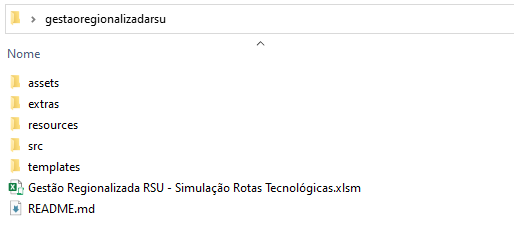 gestaoregionalizadarsu
Nome
assets
extras
resources
src
templates
Gestão Regionalizada RSU - Simulação Rotas Tecnológicas.xlsm
README.md